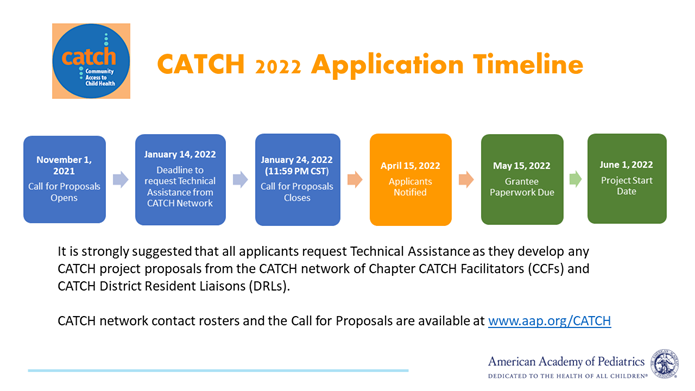 catch
Community
Access to
Child Health
CATCH 2022 Application Timeline
November 1,
2021
Call for Proposals
Opens
January 14, 2022
Deadline to
request Technical
Assistance from
CATCH Network
January 24, 2022
(11:59 PM CST)
Call for Proposals
Closes
April 15, 2022
Applicants
Notified
May 15, 2022
Grantee
Paperwork Due
June 1, 2022
Project Start
Date
It is strongly suggested that all applicants request Technical Assistance as they develop any
CATCH project proposals from the CATCH network of Chapter CATCH Facilitators (CCFs) and
CATCH District Resident Liaisons (DRLs).
CATCH network contact rosters and the Call for Proposals are available at www.aap.org/CATCH
American Academy of Pediatrics
DEDICATED TO THE HEALTH OF ALL CHILDREN®